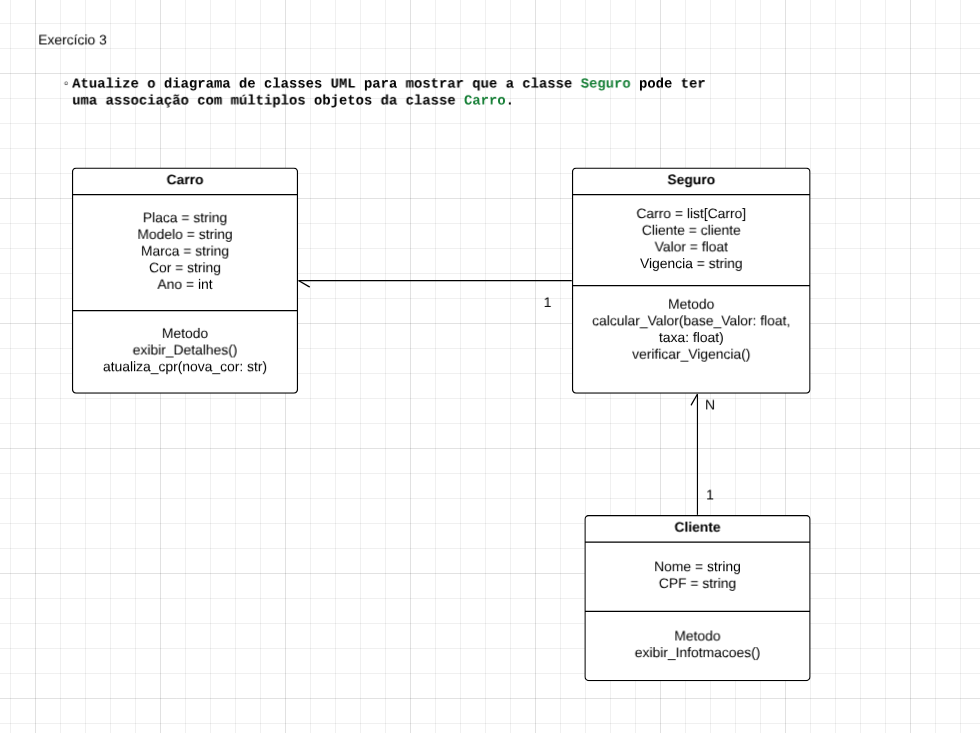 Exercício 3
◦ Atualize o diagrama de classes UML para mostrar que a classe Seguro pode ter
uma associação com múltiplos objetos da classe Carro.
Carro
Placa = string
Modelo = string
Marca = string
Cor = string
Ano = int
Metodo
exibir_Detalhes()
atualiza_cpr(nova_cor: str)
1
Seguro
Carro = list[Carro]
Cliente = cliente
Valor = float
Vigencia = string
Metodo
calcular_Valor(base_Valor: float,
taxa: float)
verificar_Vigencia()
N
1
Cliente
Nome = string
CPF = string
Metodo
exibir_Infotmacoes()